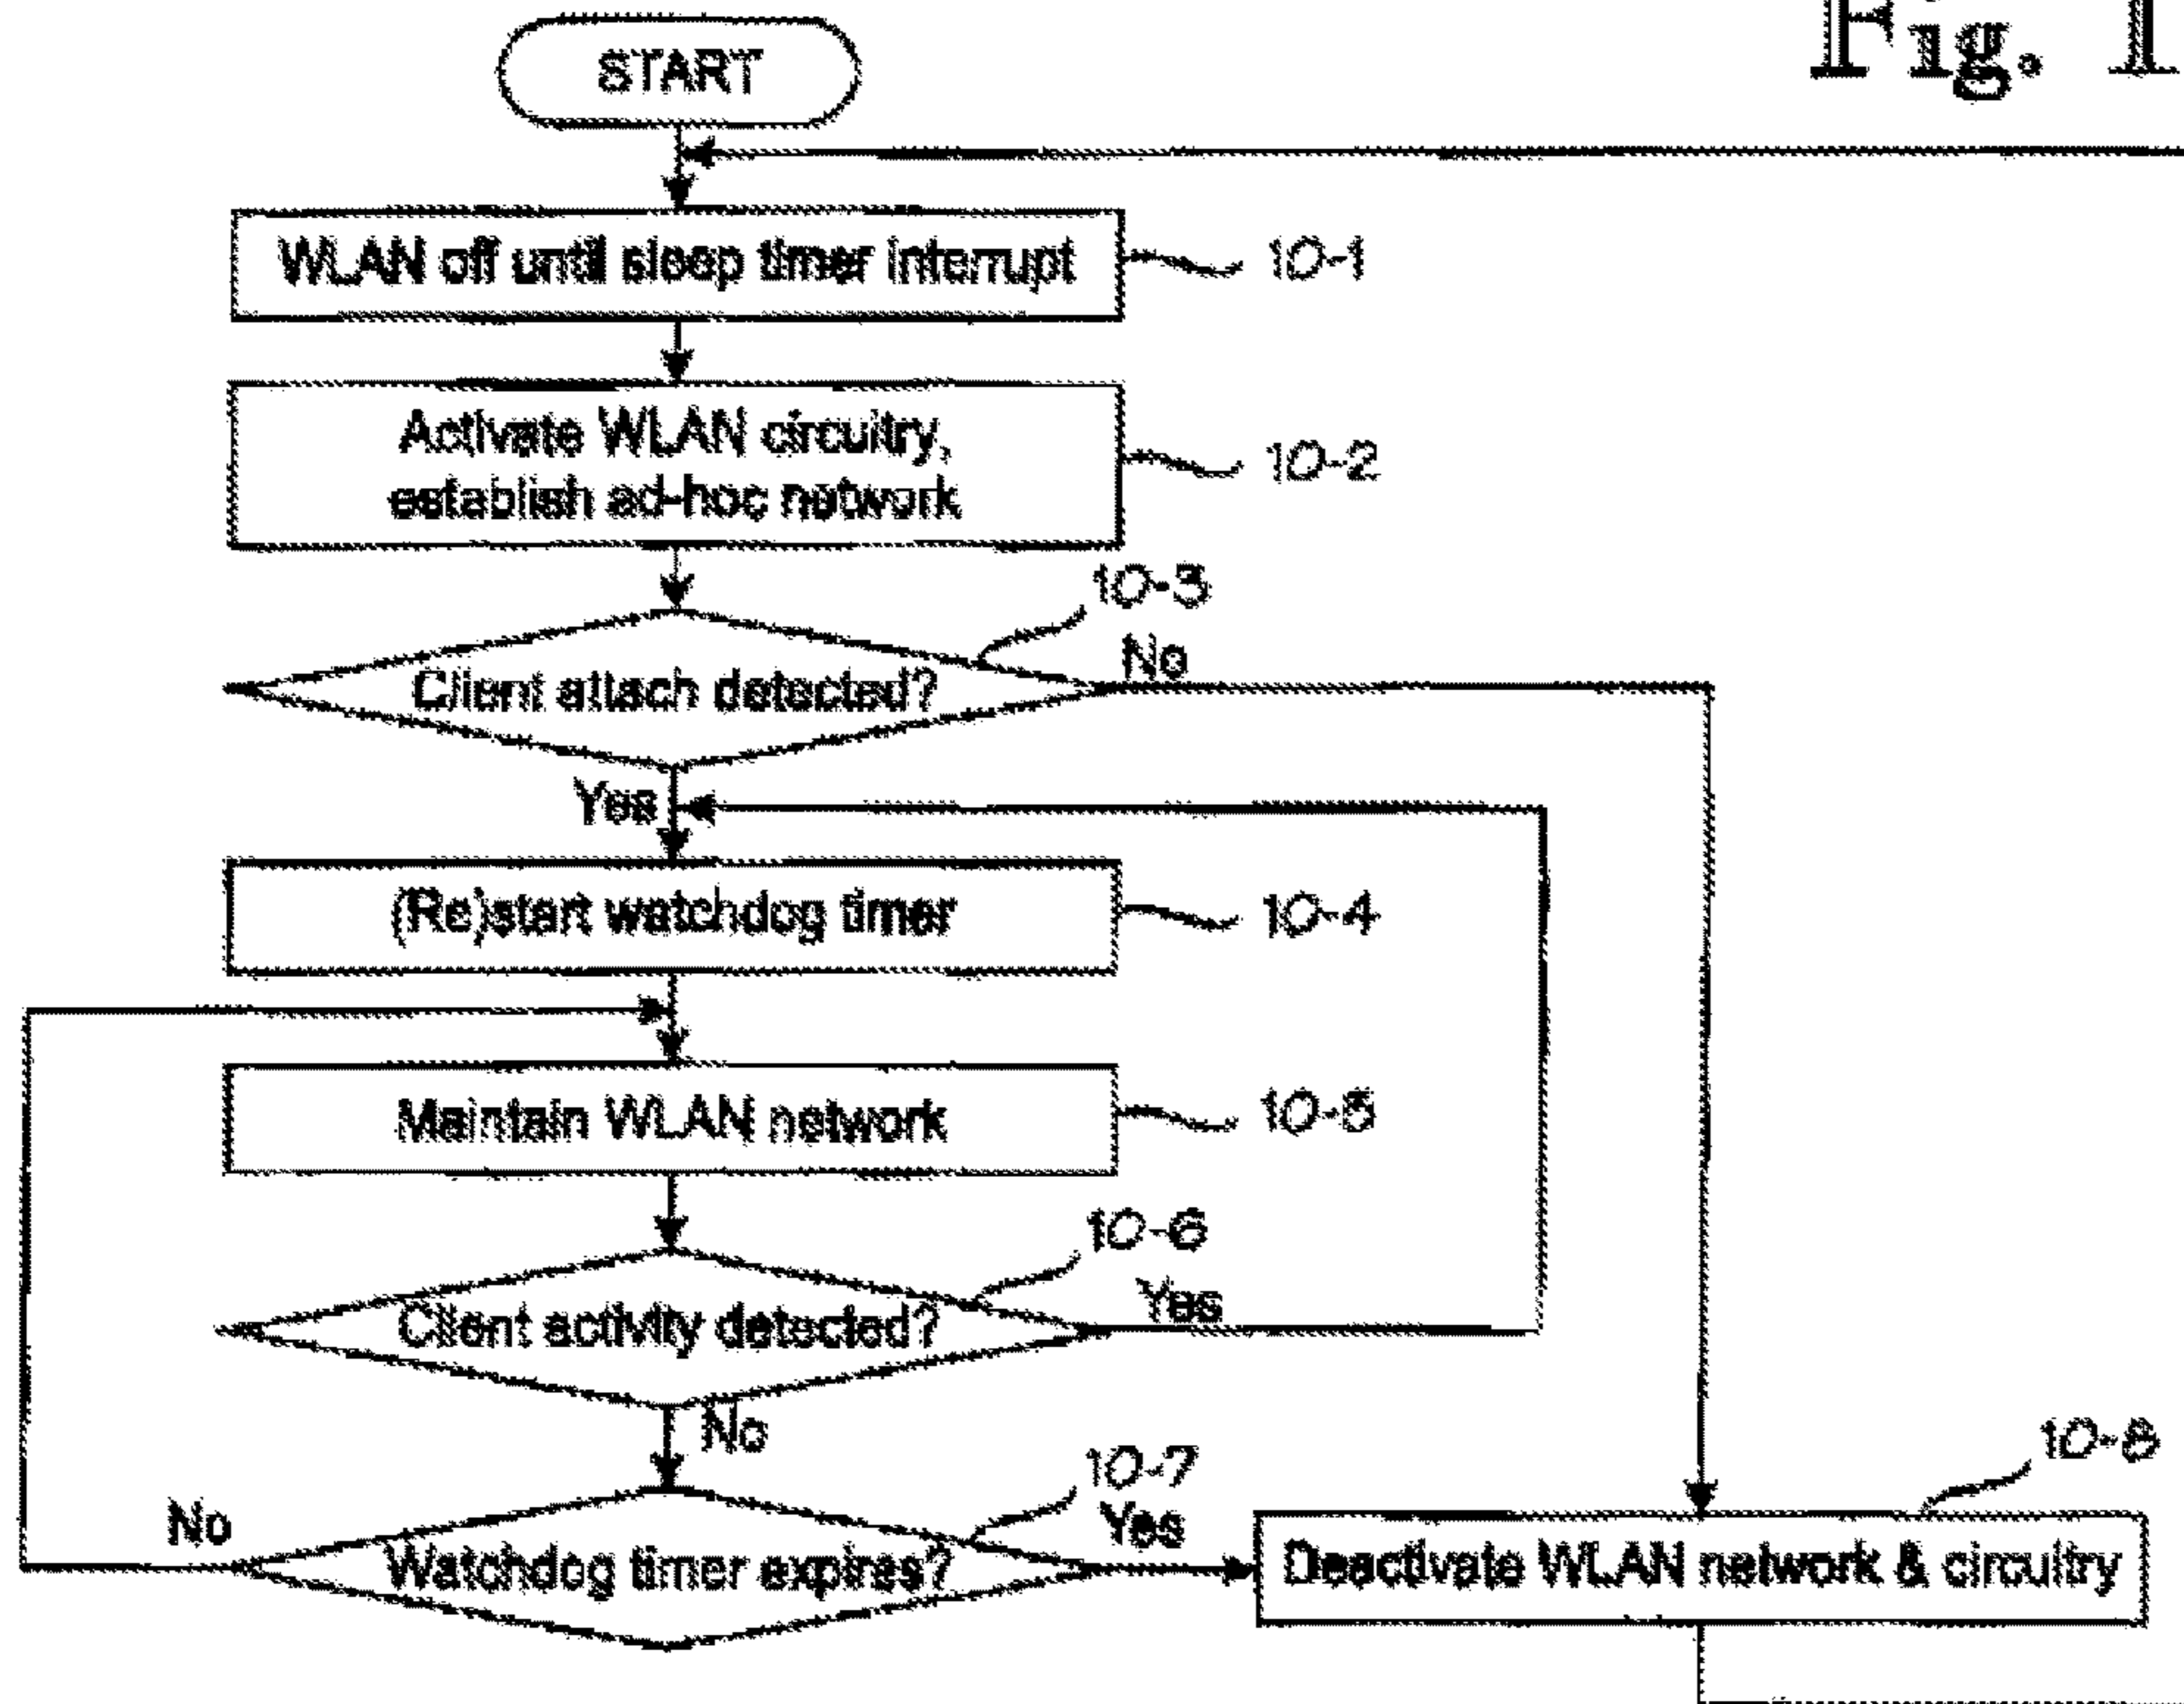 Fig. 1
START
WLAN off until sleep timer interrupt
10-1
Activate WLAN circuitry,
establish ad-hoc network
10-2
10-3
Client attach detected?
No
Yes
(Re)start watchdog timer
10-4
Maintain WLAN network
10-5
10-6
Client activity detected?
Yes
No
10-7
No
Watchdog timer expires?
Yes
10-8
Deactivate WLAN network & circuitry